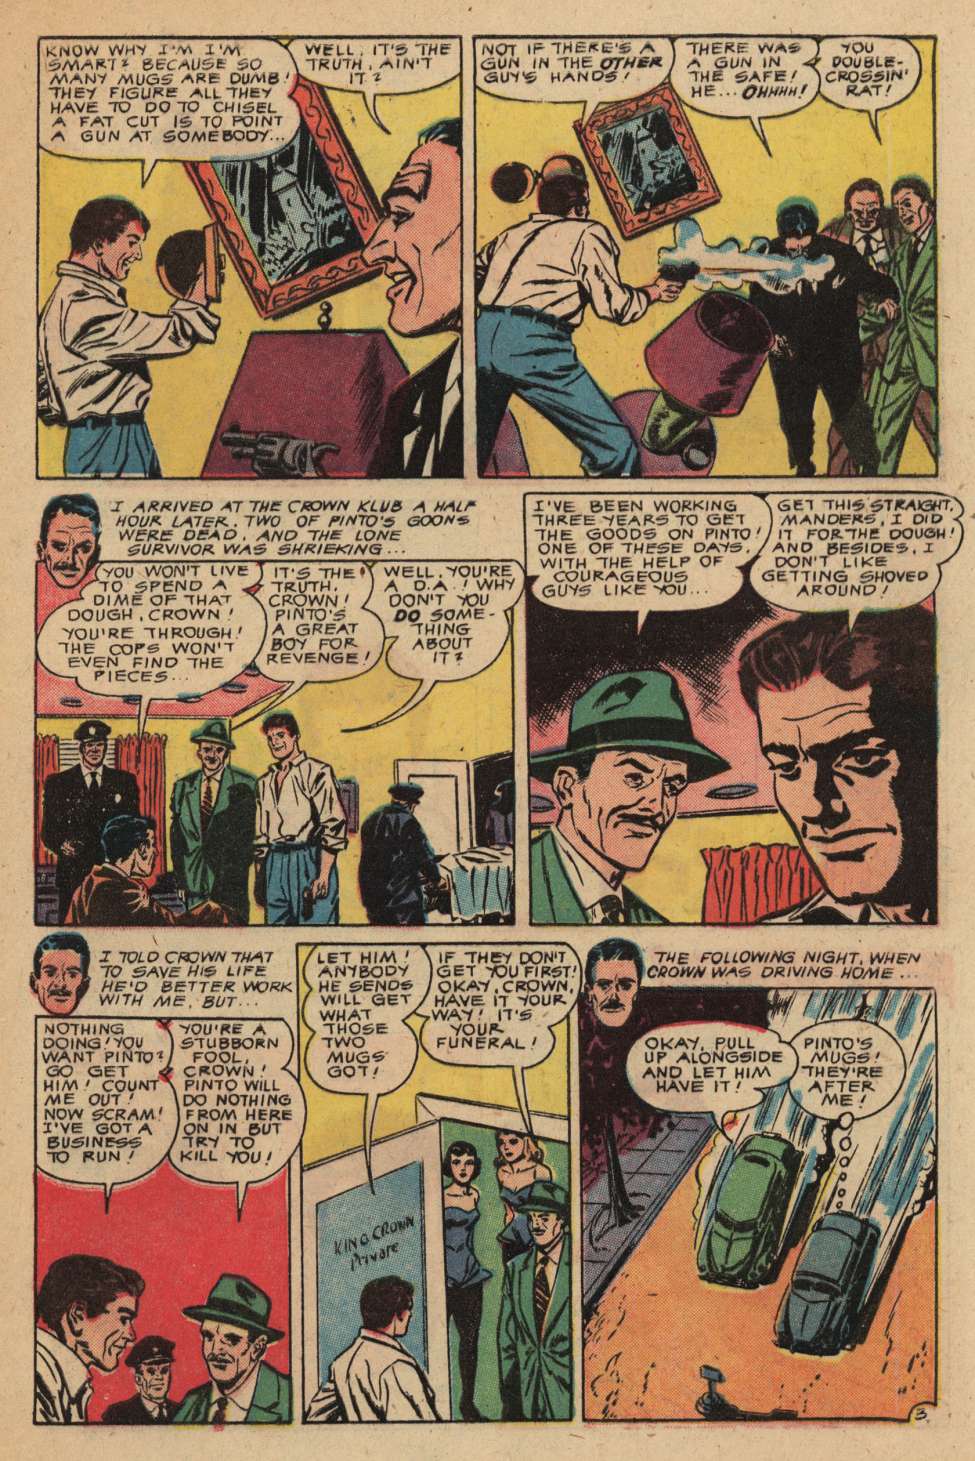 KNOW WHY I'M I'M
SMART? BECAUSE SO
MANY MUGS ARE DUMB!
THEY FIGURE ALL THEY
HAVE TO DO TO CHISEL
A FAT CUT IS TO POINT
A GUN AT SOMEBODY...
WELL, IT'S THE
TRUTH, AIN'T
IT?
NOT IF THERE'S A
GUN IN THE OTHER
GUY'S HANDS!
THERE WAS
A GUN IN
THE SAFE!
HE... OHHHH!
YOU
DOUBLE-
CROSSIN'
RAT!
I ARRIVED AT THE CROWN KLUB A HALF
HOUR LATER. TWO OF PINTO'S GOONS
WERE DEAD, AND THE LONE
SURVIVOR WAS SHRIEKING...
YOU WON'T LIVE
TO SPEND A
DIME OF THAT
DOUGH, CROWN!
YOU'RE THROUGH!
THE COPS WON'T
EVEN FIND THE
PIECES...
IT'S THE
TRUTH,
CROWN!
PINTO'S
A GREAT
BOY FOR
REVENGE!
WELL, YOU'RE
A D.A.! WHY
DON'T YOU
DO SOME-
THING
ABOUT
IT?
I'VE BEEN WORKING
THREE YEARS TO GET
THE GOODS ON PINTO!
ONE OF THESE DAYS,
WITH THE HELP OF
COURAGEOUS
GUYS LIKE YOU...
GET THIS STRAIGHT,
MANDERS, I DID
IT FOR THE DOUGH!
AND BESIDES, I
DON'T LIKE
GETTING SHOVED
AROUND!
I TOLD CROWN THAT
TO SAVE HIS LIFE
HE'D BETTER WORK
WITH ME, BUT...
NOTHING
DOING! YOU
WANT PINTO?
GO GET
HIM! COUNT
ME OUT!
NOW SCRAM!
I'VE GOT A
BUSINESS
TO RUN!
YOU'RE A
STUBBORN
FOOL,
CROWN!
PINTO WILL
DO NOTHING
FROM HERE
ON IN BUT
TRY TO
KILL YOU!
LET HIM!
ANYBODY
HE SENDS
WILL GET
WHAT
THOSE
TWO
MUGS
GOT!
IF THEY DON'T
GET YOU FIRST!
OKAY, CROWN,
HAVE IT YOUR
WAY! IT'S
YOUR
FUNERAL!
KING CROWN
Private
THE FOLLOWING NIGHT, WHEN
CROWN WAS DRIVING HOME...
OKAY, PULL
UP ALONGSIDE
AND LET HIM
HAVE IT!
PINTO'S
MUGS!
THEY'RE
AFTER
ME!
3